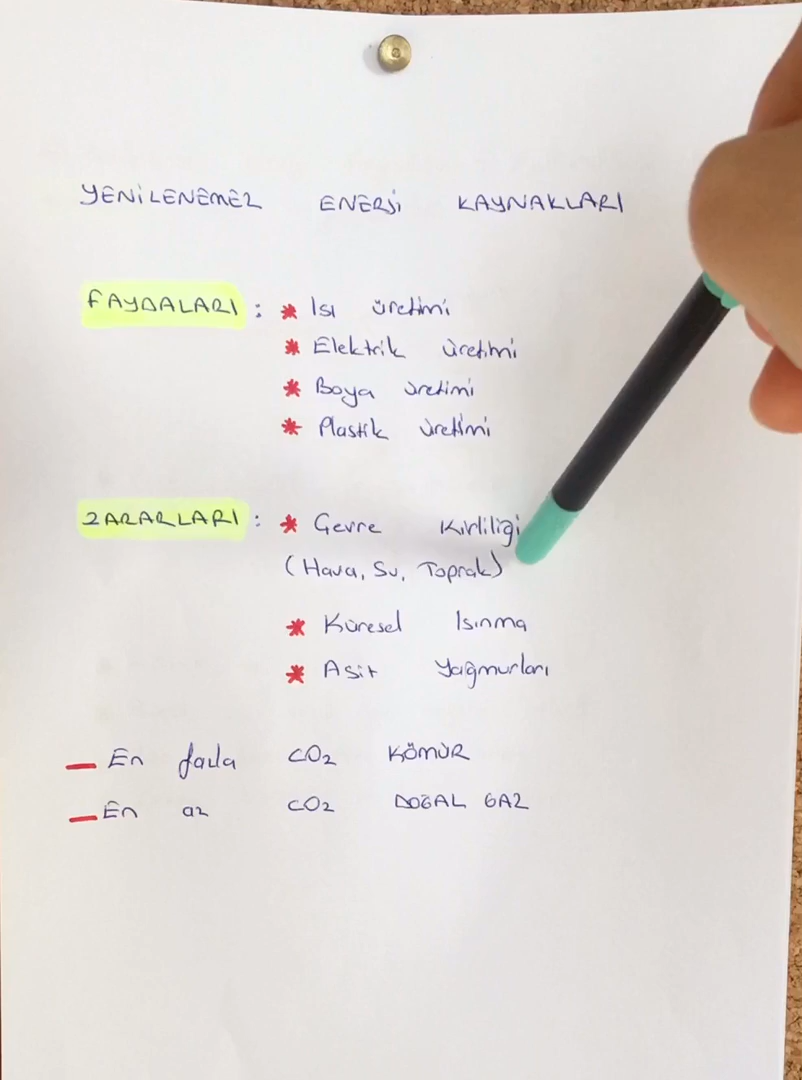 YENİLENEMEZ ENERJİ KAYNAKLARI
FAYDALARI : * Isı üretimi
* Elektrik üretimi
* Boya üretimi
* Plastik üretimi
ZARARLARI : * Çevre Kirliliği
(Hava, Su, Toprak)
* Küresel Isınma
* Asit Yağmurları
— En fazla CO2 KÖMÜR
— En az CO2 DOĞAL GAZ